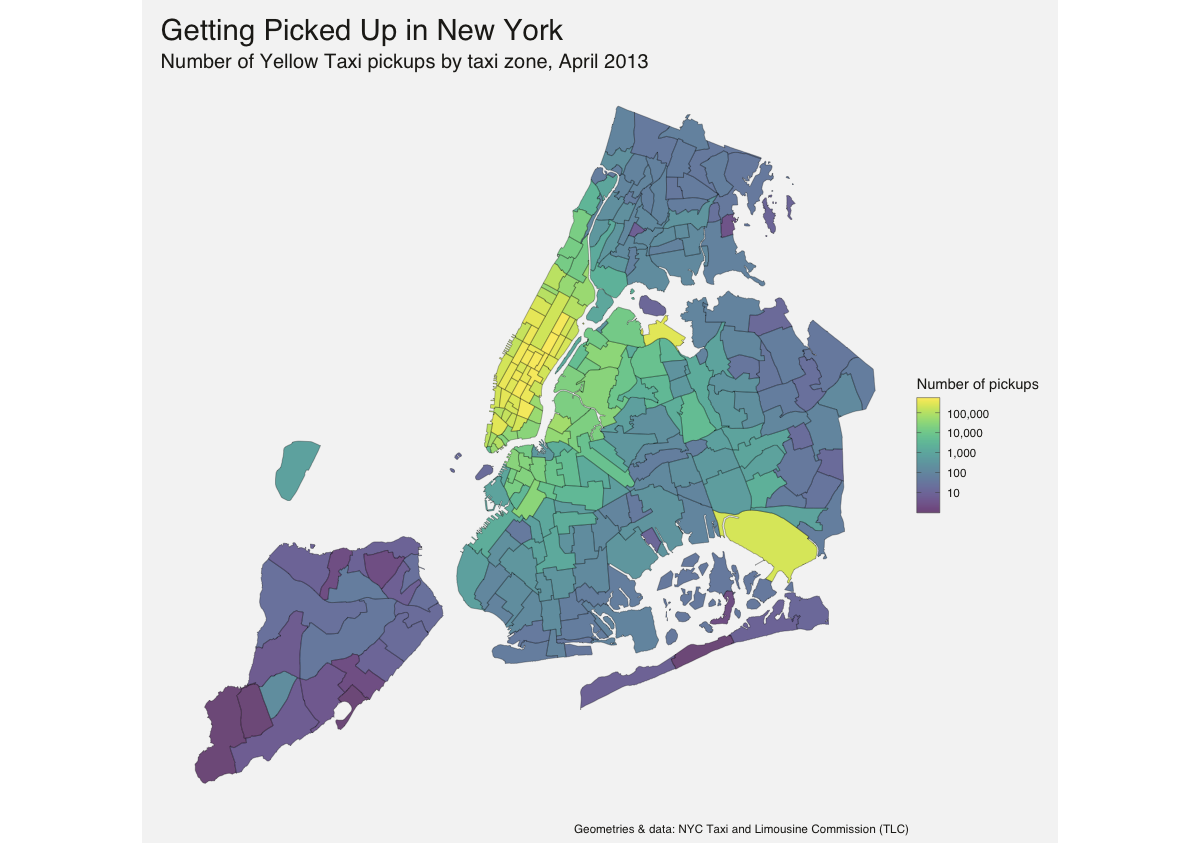 Getting Picked Up in New York
Number of Yellow Taxi pickups by taxi zone, April 2013
Number of pickups
100,000
10,000
1,000
100
10
Geometries & data: NYC Taxi and Limousine Commission (TLC)